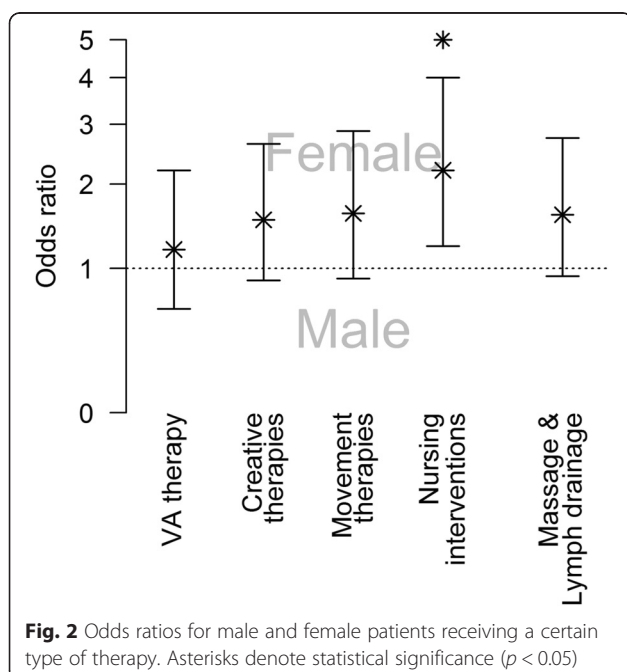 5
4
3
2
1
0
Odds ratio
Female
Male
VA therapy
Creative
therapies
Movement
therapies
Nursing
interventions
Massage &
Lymph drainage
Fig. 2 Odds ratios for male and female patients receiving a certain
type of therapy. Asterisks denote statistical significance (p < 0.05)